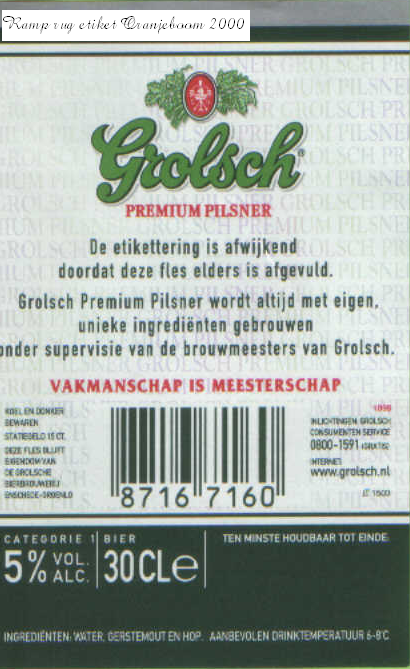 Ramp rug etiket Oranjeboom 2000
Grolsch®
PREMIUM PILSNER
De etikettering is afwijkend
doordat deze fles elders is afgevuld.
Grolsch Premium Pilsner wordt altijd met eigen,
unieke ingrediënten gebrouwen
onder supervisie van de brouwmeesters van Grolsch.
VAKMANSCHAP IS MEESTERSCHAP
KOEL EN DONKER
BEWAREN
STATIEGELD 15 CT.
DEZE FLES BLIJFT
EIGENDOM VAN
DE GROLSCHE
BIERBROUWERIJ
ENSCHEDE-GROENLO
8716 7160
1098
INLICHTINGEN: GROLSCH
CONSUMENTEN SERVICE
0800-1591 (GRATIS)
INTERNET:
www.grolsch.nl
CATEGORIE 1 BIER
5% VOL. ALC. 30 CL e
TEN MINSTE HOUDBAAR TOT EINDE:
INGREDIËNTEN: WATER, GERSTEMOUT EN HOP. AANBEVOLEN DRINKTEMPERATUUR 6-8°C